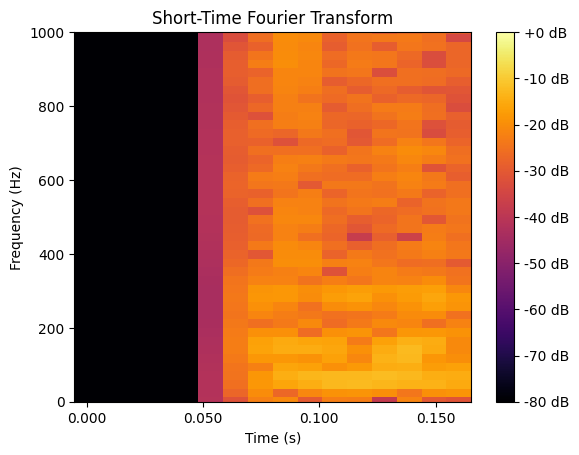 Short-Time Fourier Transform
Frequency (Hz)
1000
800
600
400
200
0
0.000
0.050
0.100
0.150
Time (s)
+0 dB
-10 dB
-20 dB
-30 dB
-40 dB
-50 dB
-60 dB
-70 dB
-80 dB